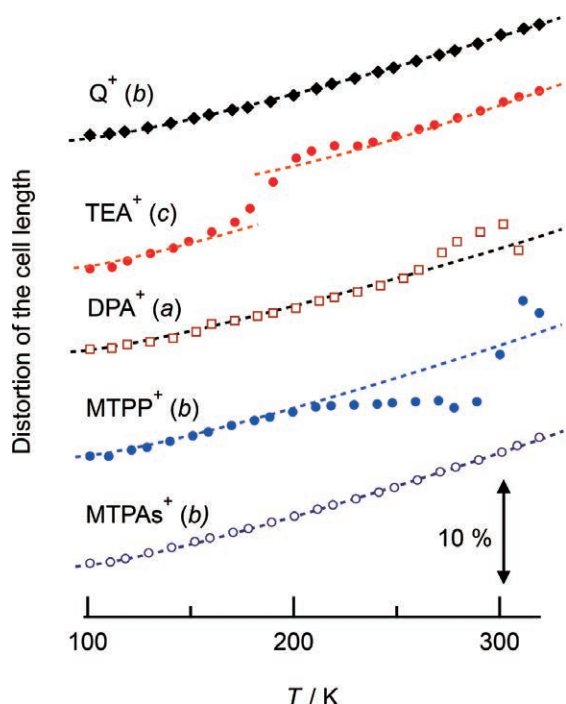 Q⁺ (b)
TEA⁺ (c)
DPA⁺ (a)
MTPP⁺ (b)
MTPAs⁺ (b)
10 %
Distortion of the cell length
100
200
300
T / K